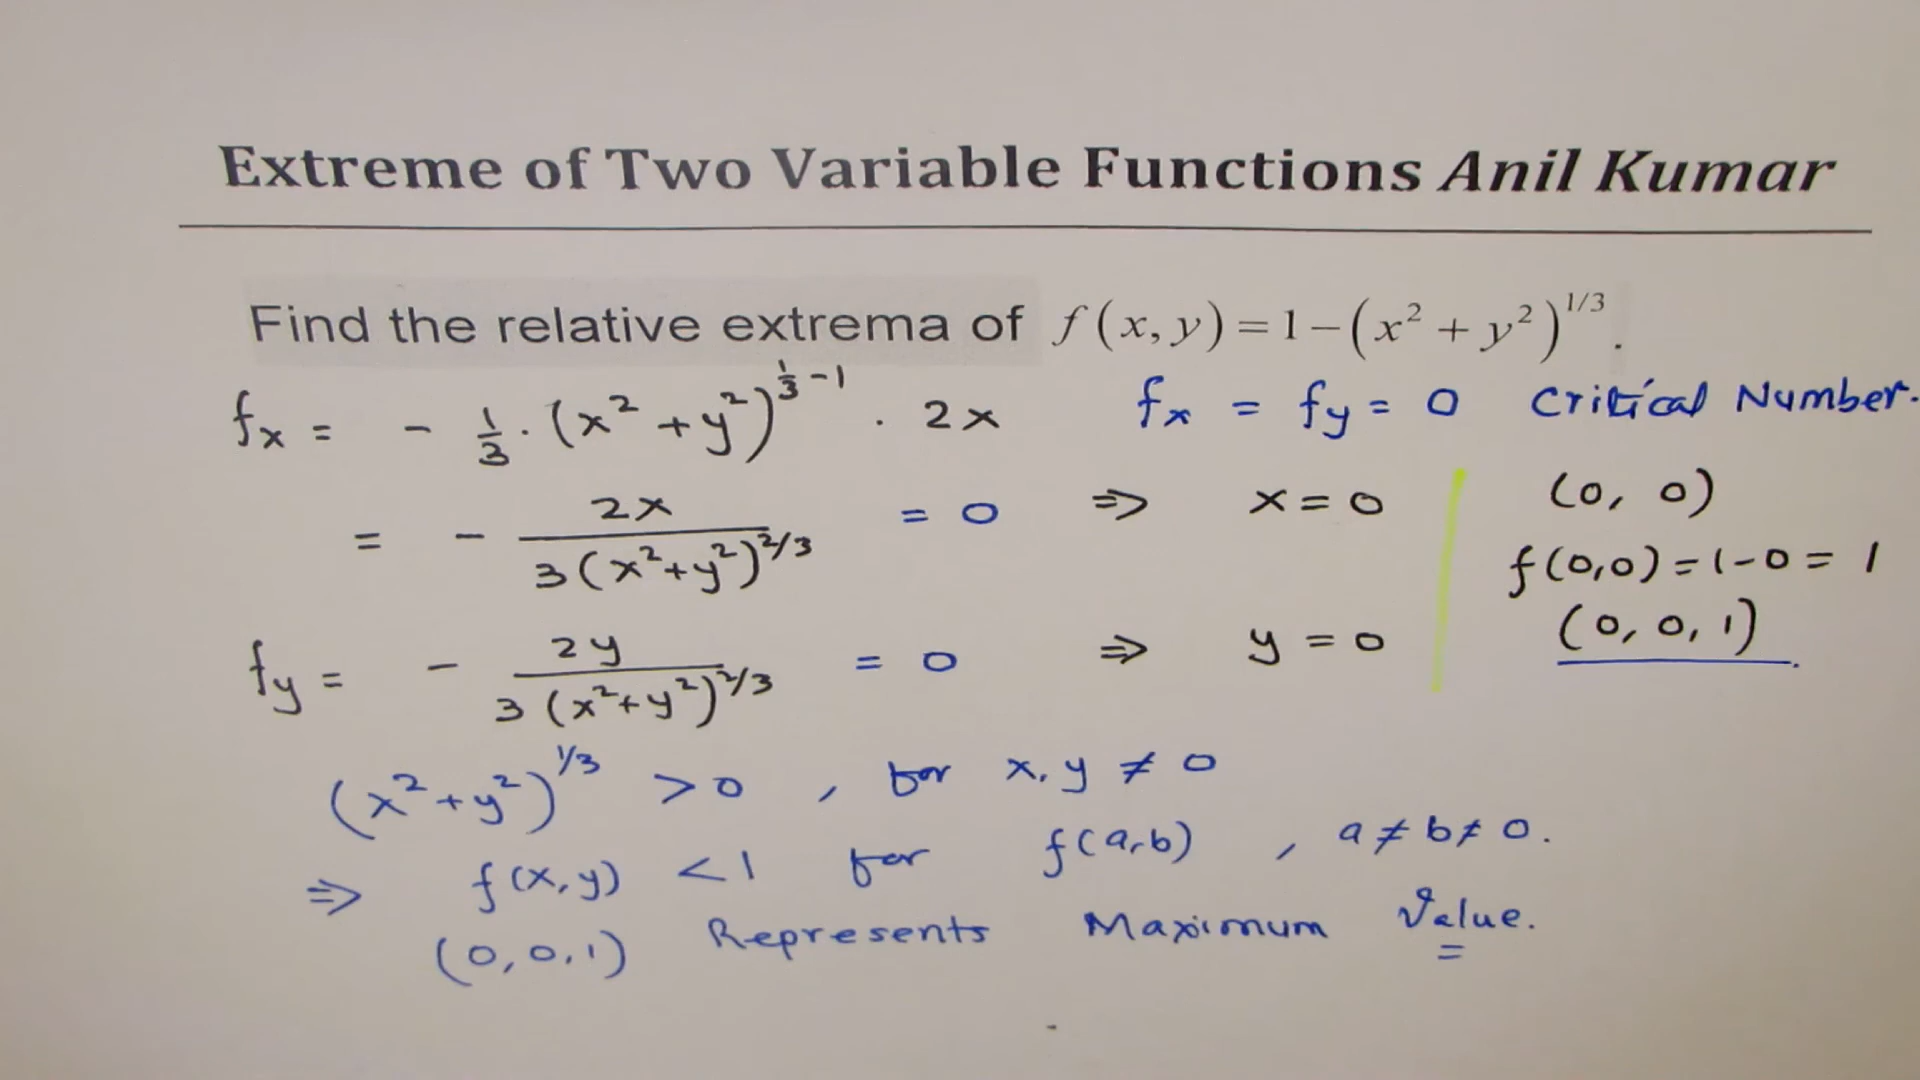 Extreme of Two Variable Functions Anil Kumar
Find the relative extrema of f(x, y) = 1 − (x² + y²)^{1/3}.
fx = − 1/3 · (x² + y²)^{1/3 − 1} · 2x
fx = fy = 0 Critical Number.
= − 2x / 3(x² + y²)^{2/3} = 0 ⇒ x = 0
fy = − 2y / 3(x² + y²)^{2/3} = 0 ⇒ y = 0
(0, 0)
f(0,0) = 1 − 0 = 1
(0, 0, 1)
(x² + y²)^{1/3} > 0 , for x, y ≠ 0
⇒ f(x, y) < 1 for f(a, b) , a ≠ b ≠ 0.
(0, 0, 1) Represents Maximum Value.